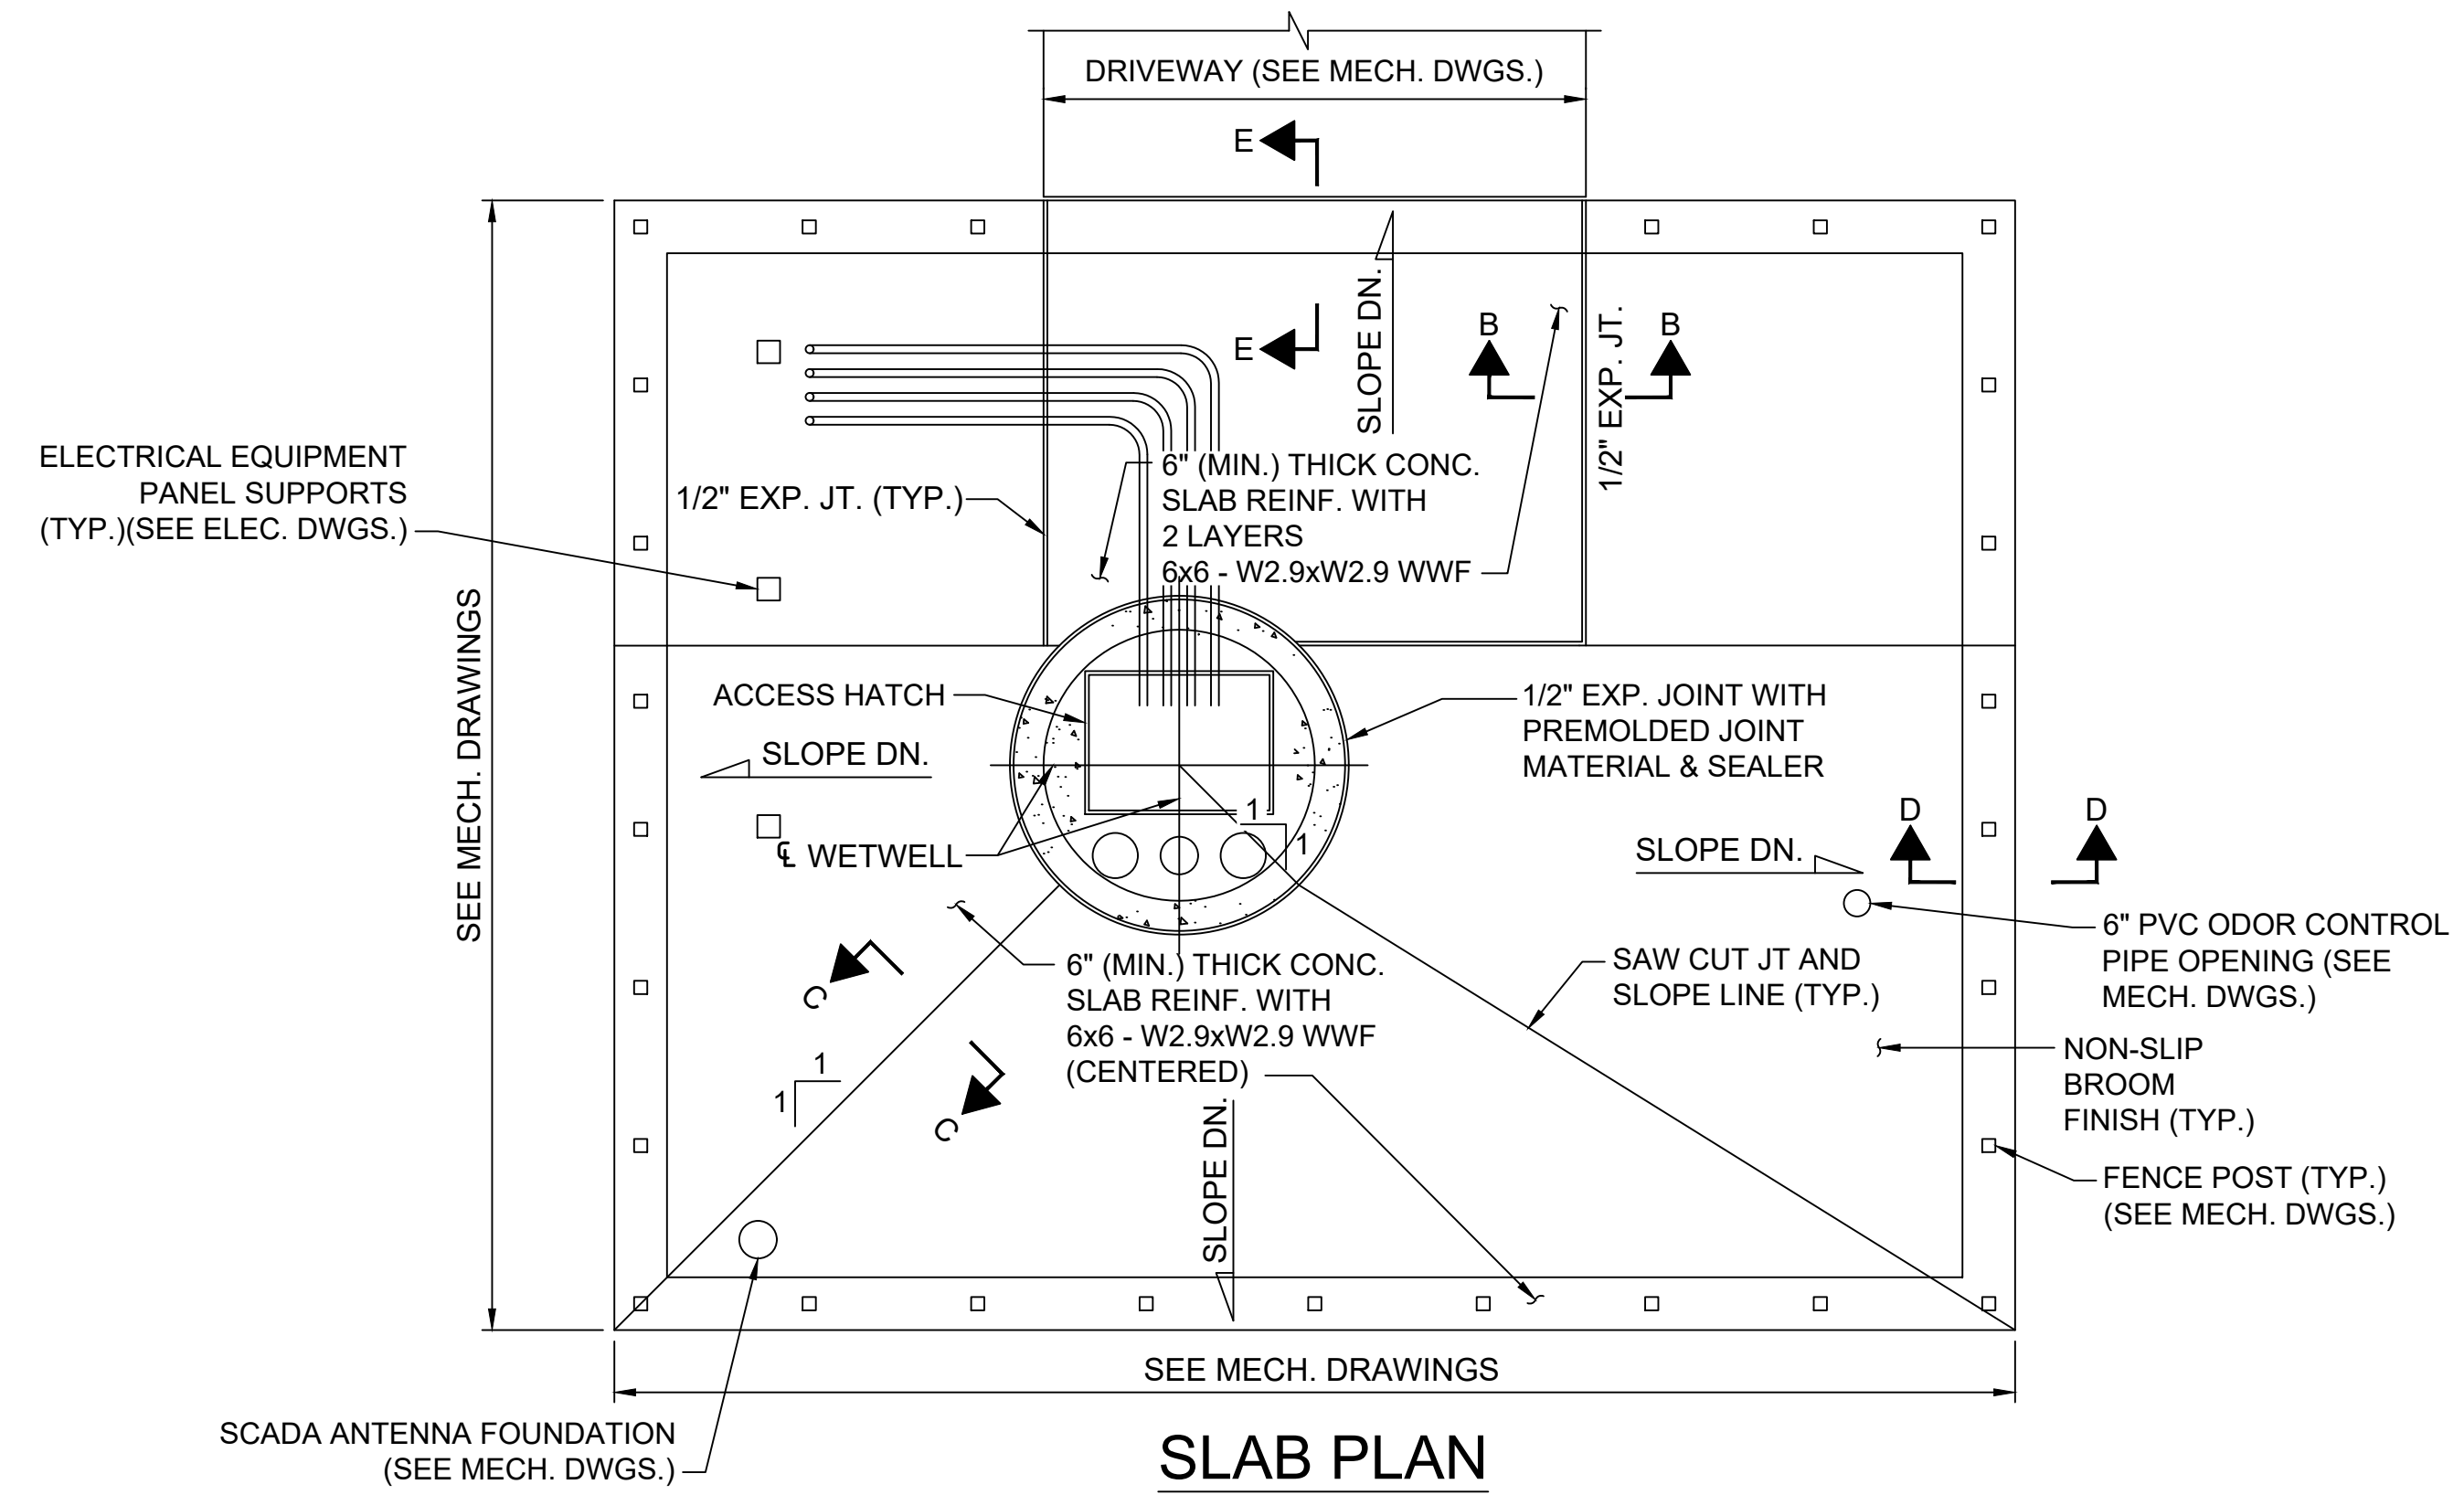 DRIVEWAY (SEE MECH. DWGS.)
E
E
SLOPE DN.
B
B
1/2" EXP. JT.
ELECTRICAL EQUIPMENT
PANEL SUPPORTS
(TYP.)(SEE ELEC. DWGS.)
1/2" EXP. JT. (TYP.)
6" (MIN.) THICK CONC.
SLAB REINF. WITH
2 LAYERS
6x6 - W2.9xW2.9 WWF
SEE MECH. DRAWINGS
ACCESS HATCH
SLOPE DN.
1/2" EXP. JOINT WITH
PREMOLDED JOINT
MATERIAL & SEALER
1
1
℄ WETWELL
SLOPE DN.
D
D
6" PVC ODOR CONTROL
PIPE OPENING (SEE
MECH. DWGS.)
6" (MIN.) THICK CONC.
SLAB REINF. WITH
6x6 - W2.9xW2.9 WWF
(CENTERED)
SAW CUT JT AND
SLOPE LINE (TYP.)
C
C
1
1
NON-SLIP
BROOM
FINISH (TYP.)
SLOPE DN.
FENCE POST (TYP.)
(SEE MECH. DWGS.)
SEE MECH. DRAWINGS
SCADA ANTENNA FOUNDATION
(SEE MECH. DWGS.)
SLAB PLAN